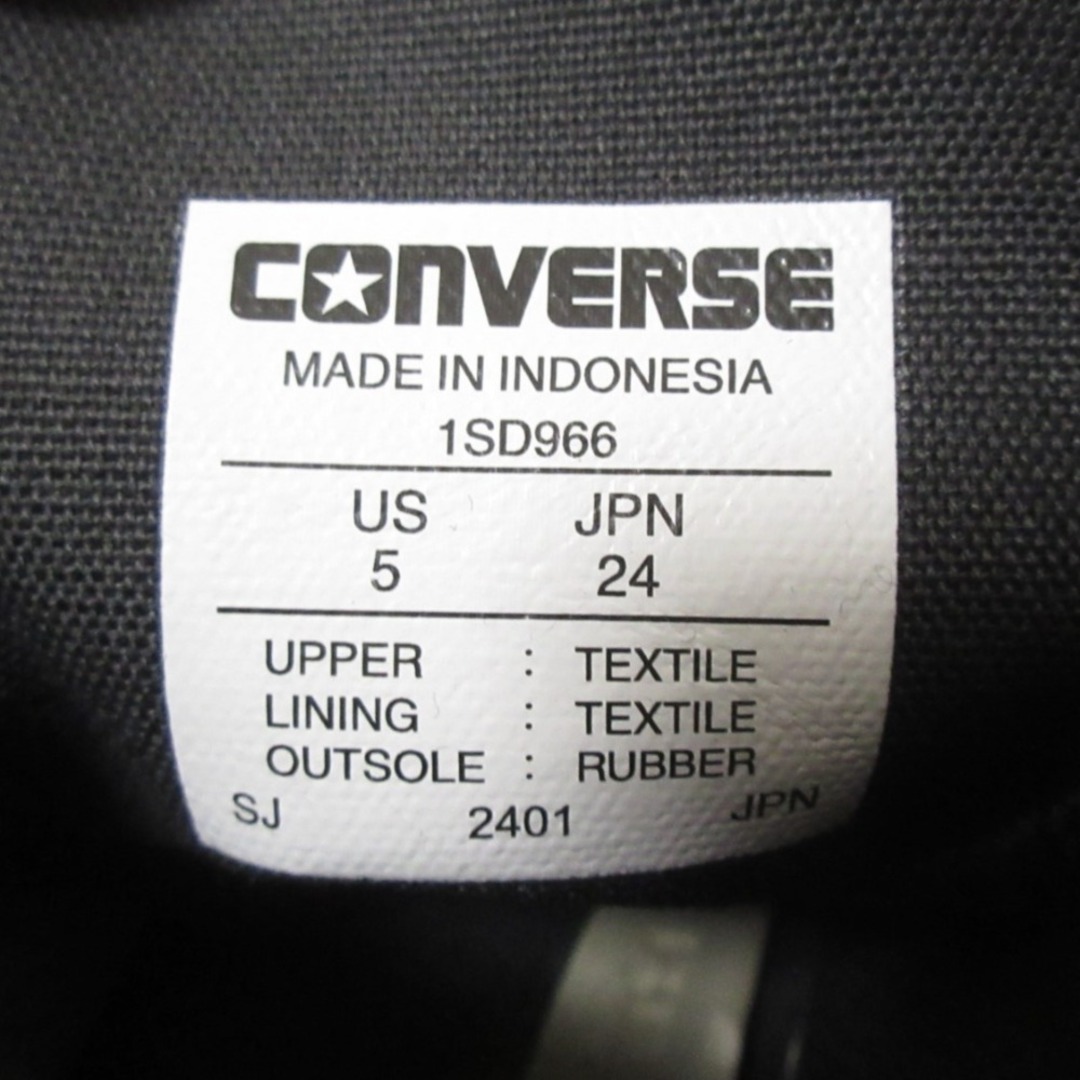 CONVERSE
MADE IN INDONESIA
1SD966
US JPN
5 24
UPPER : TEXTILE
LINING : TEXTILE
OUTSOLE : RUBBER
SJ 2401 JPN